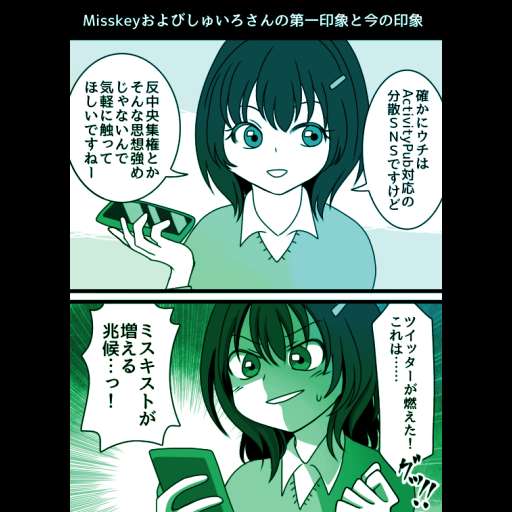 Misskeyおよびしゅいろさんの第一印象と今の印象
確かにウチは
ActivityPub対応の
分散SNSですけど
反中央集権とか
そんな思想強め
じゃないんで
気軽に触って
ほしいですねー
ツイッターが燃えた!
これは……
グッ!!
ミスキストが
増える
兆候…っ!